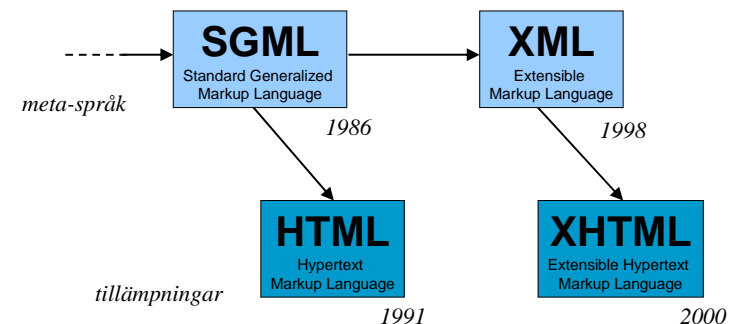 SGML
Standard Generalized
Markup Language
XML
Extensible
Markup Language
meta-språk
1986
1998
HTML
Hypertext
Markup Language
XHTML
Extensible Hypertext
Markup Language
tillämpningar
1991
2000